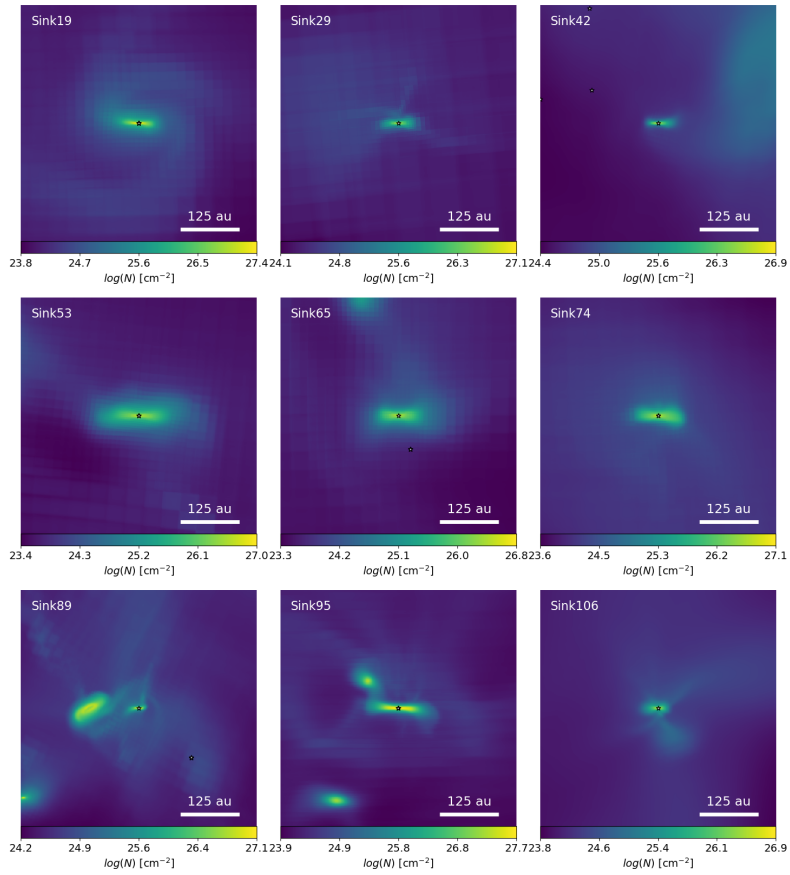 Sink19 Sink29 Sink42
125 au 125 au 125 au
23.8 24.7 25.6 26.5 27.4 24.1 24.8 25.6 26.3 27.1 24.4 25.0 25.6 26.3 26.9
log(N) [cm⁻²] log(N) [cm⁻²] log(N) [cm⁻²]
Sink53 Sink65 Sink74
125 au 125 au 125 au
23.4 24.3 25.2 26.1 27.0 23.3 24.2 25.1 26.0 26.8 23.6 24.5 25.3 26.2 27.1
log(N) [cm⁻²] log(N) [cm⁻²] log(N) [cm⁻²]
Sink89 Sink95 Sink106
125 au 125 au 125 au
24.2 24.9 25.6 26.4 27.1 23.9 24.9 25.8 26.8 27.7 23.8 24.6 25.4 26.2 26.9
log(N) [cm⁻²] log(N) [cm⁻²] log(N) [cm⁻²]